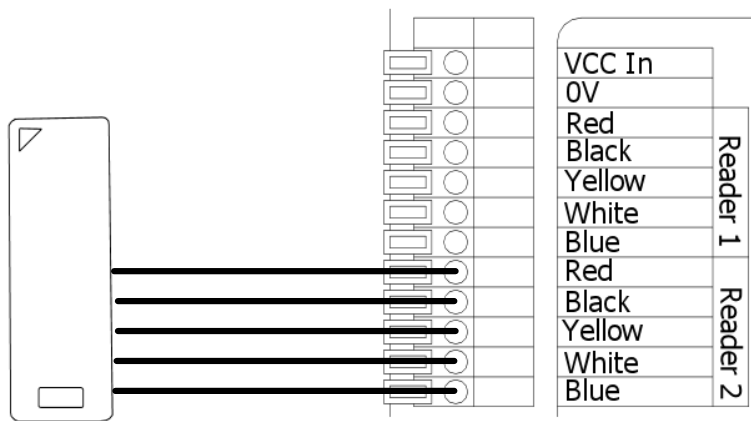 VCC In
0V
Red
Black
Yellow
White
Blue
Reader 1
Red
Black
Yellow
White
Blue
Reader 2